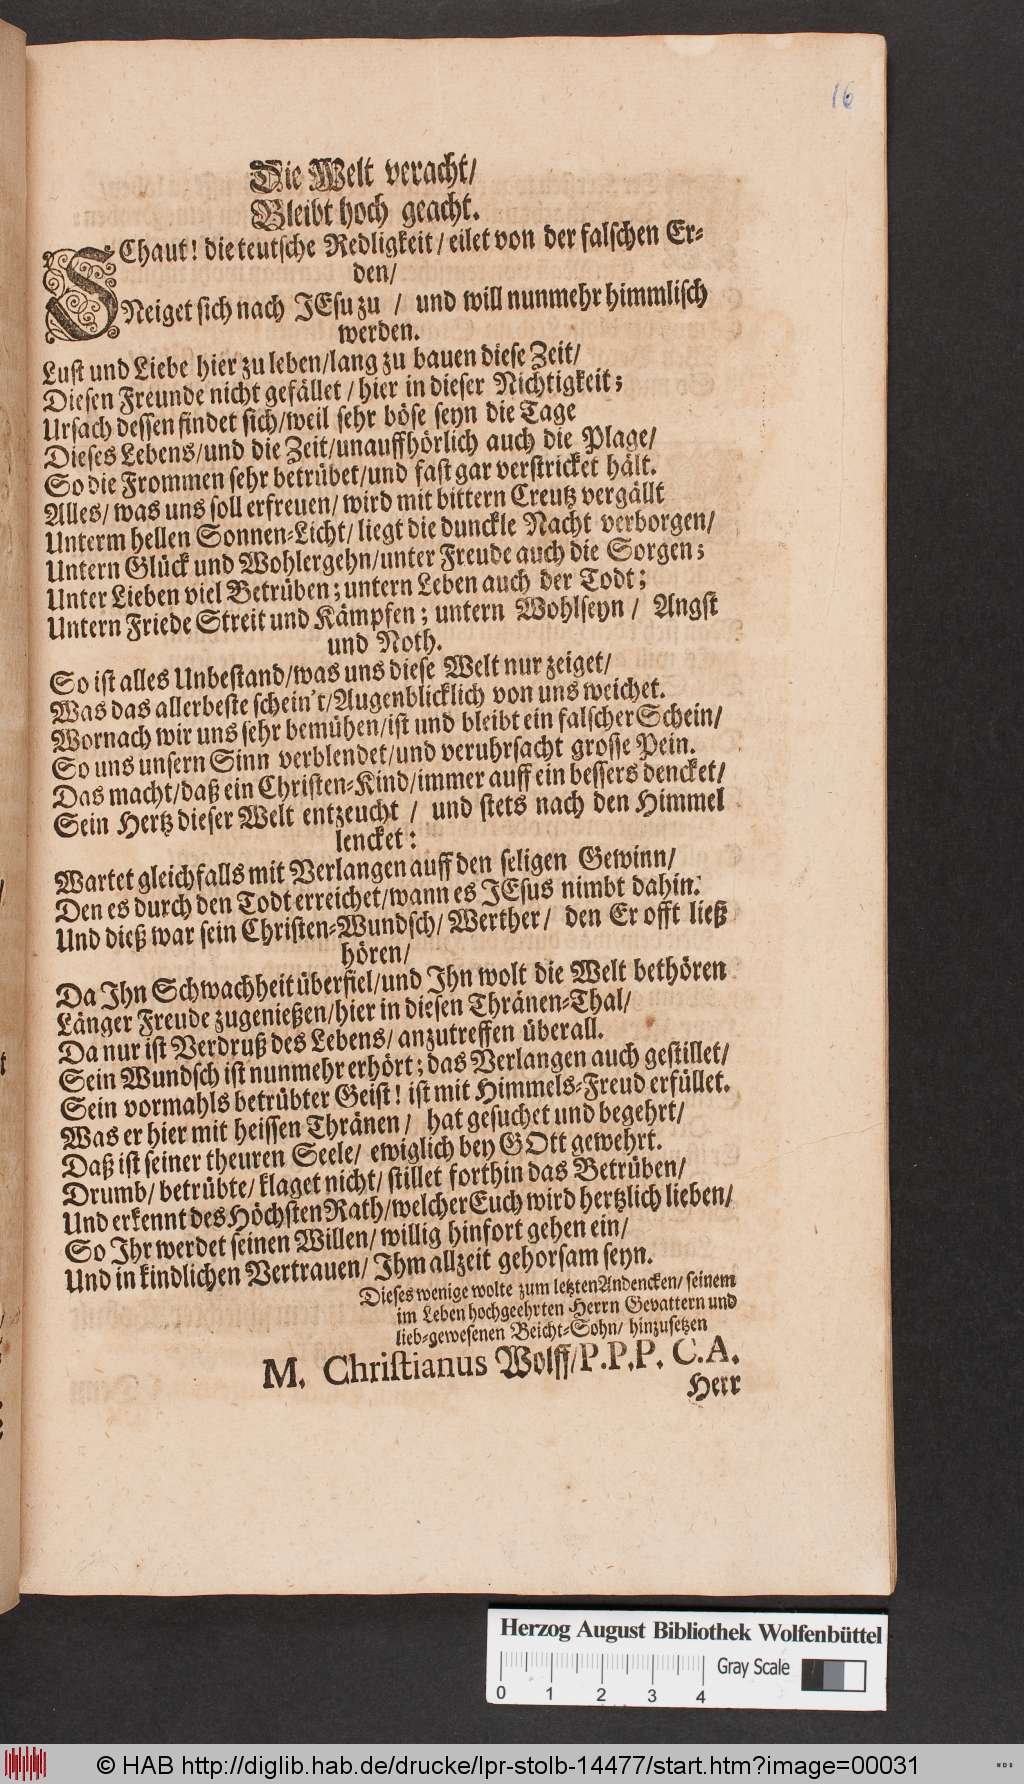 16
Die Welt veracht/
Bleibt hoch geacht.
SChaut! die teutsche Redligkeit/ eilet von der falschen Er-
den/
Neiget sich nach JEsu zu / und will nunmehr himmlisch
werden.
Lust und Liebe hier zu leben/lang zu bauen diese Zeit/
Diesen Freunde nicht gefället / hier in dieser Nichtigkeit;
Ursach dessen findet sich/weil sehr böse seyn die Tage
Dieses Lebens/und die Zeit/unauffhörlich auch die Plage/
So die Frommen sehr betrübet/und fast gar verstricket hält.
Alles/ was uns soll erfreuen/ wird mit bittern Creutz vergällt
Unterm hellen Sonnen-Licht/ liegt die dunckle Nacht verborgen/
Untern Glück und Wohlergehn/unter Freude auch die Sorgen;
Unter Lieben viel Betrüben; untern Leben auch der Todt;
Untern Friede Streit und Kämpfen; untern Wohlseyn / Angst
und Noth.
So ist alles Unbestand/was uns diese Welt nur zeiget/
Was das allerbeste schein't/Augenblicklich von uns weichet.
Wornach wir uns sehr bemühen/ist und bleibt ein falscher Schein/
So uns unsern Sinn verblendet/und veruhrsacht grosse Pein.
Das macht/daß ein Christen-Kind/immer auff ein bessers dencket/
Sein Hertz dieser Welt entzeucht / und stets nach den Himmel
lencket:
Wartet gleichfalls mit Verlangen auff den seligen Gewinn/
Den es durch den Todt erreichet/wann es JEsus nimbt dahin.
Und dieß war sein Christen-Wundsch/ Werther/ den Er offt ließ
hören/
Da Ihn Schwachheit überfiel/und Ihn wolt die Welt bethören
Länger Freude zugenießen/hier in diesen Thränen-Thal/
Da nur ist Verdruß des Lebens/ anzutreffen überall.
Sein Wundsch ist nunmehr erhört; das Verlangen auch gestillet/
Sein vormahls betrübter Geist! ist mit Himmels-Freud erfüllet.
Was er hier mit heissen Thränen/ hat gesuchet und begehrt/
Daß ist seiner theuren Seele/ ewiglich bey GOtt gewehrt.
Drumb/ betrübte/ klaget nicht/ stillet forthin das Betrüben/
Und erkennt des Höchsten Rath/welcher Euch wird hertzlich lieben/
So Ihr werdet seinen Willen/ willig hinfort gehen ein/
Und in kindlichen Vertrauen/ Ihm allzeit gehorsam seyn.
Dieses wenige wolte zum letzten Andencken/ seinem
im Leben hochgeehrten Herrn Gevattern und
lieb-gewesenen Beicht-Sohn/ hinzusetzen
M. Christianus Wolff/P.P.P. C.A.
Herr
Herzog August Bibliothek Wolfenbüttel
Gray Scale
0 1 2 3 4
© HAB http://diglib.hab.de/drucke/lpr-stolb-14477/start.htm?image=00031